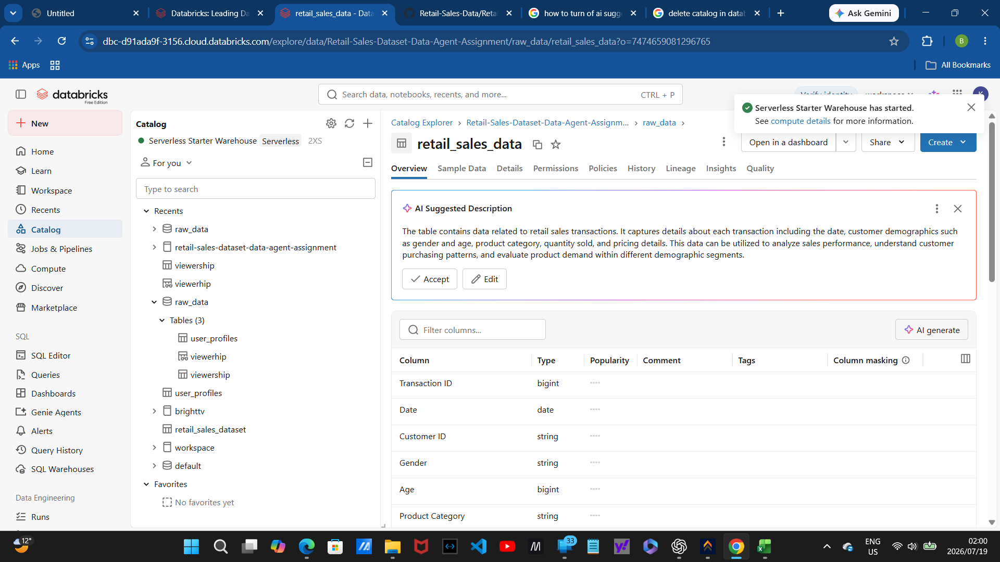 Untitled
Databricks: Leading Da
retail_sales_data - Data
Retail-Sales-Data/Retai
how to turn of ai sugg
delete catalog in datab
Ask Gemini
dbc-d91ada9f-3156.cloud.databricks.com/explore/data/Retail-Sales-Dataset-Data-Agent-Assignment/raw_data/retail_sales_data?o=7474659081296765
B
Apps
All Bookmarks
databricks
Free Edition
Search data, notebooks, recents, and more...
CTRL + P
K
Serverless Starter Warehouse has started.
See compute details for more information.
New
Home
Learn
Workspace
Recents
Catalog
Jobs & Pipelines
Compute
Discover
Marketplace
SQL
SQL Editor
Queries
Dashboards
Genie Agents
Alerts
Query History
SQL Warehouses
Data Engineering
Runs
Catalog
Serverless Starter Warehouse Serverless 2XS
For you
Type to search
Recents
raw_data
retail-sales-dataset-data-agent-assignment
viewership
viewerhip
raw_data
Tables (3)
user_profiles
viewerhip
viewership
user_profiles
brighttv
retail_sales_dataset
workspace
default
Favorites
No favorites yet
Catalog Explorer > Retail-Sales-Dataset-Data-Agent-Assignm... > raw_data >
retail_sales_data
Open in a dashboard
Share
Create
Overview Sample Data Details Permissions Policies History Lineage Insights Quality
AI Suggested Description
The table contains data related to retail sales transactions. It captures details about each transaction including the date, customer demographics such
as gender and age, product category, quantity sold, and pricing details. This data can be utilized to analyze sales performance, understand customer
purchasing patterns, and evaluate product demand within different demographic segments.
Accept
Edit
Filter columns...
AI generate
Column Type Popularity Comment Tags Column masking
Transaction ID bigint
Date date
Customer ID string
Gender string
Age bigint
Product Category string
12°
33
ENG
US
02:00
2026/07/19